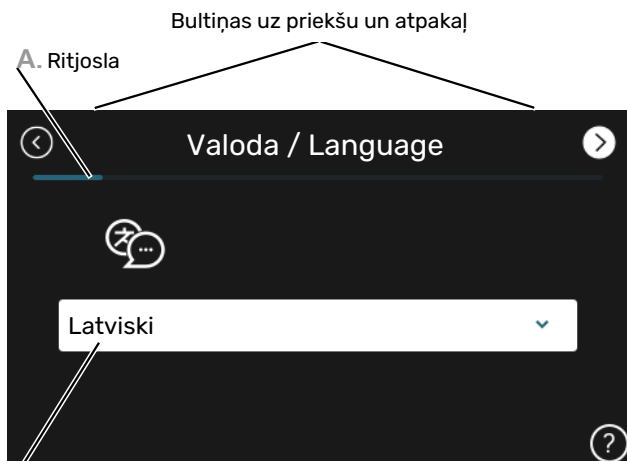 Bultiņas uz priekšu un atpakaļ
A. Ritjosla
Valoda / Language
Latviski
?